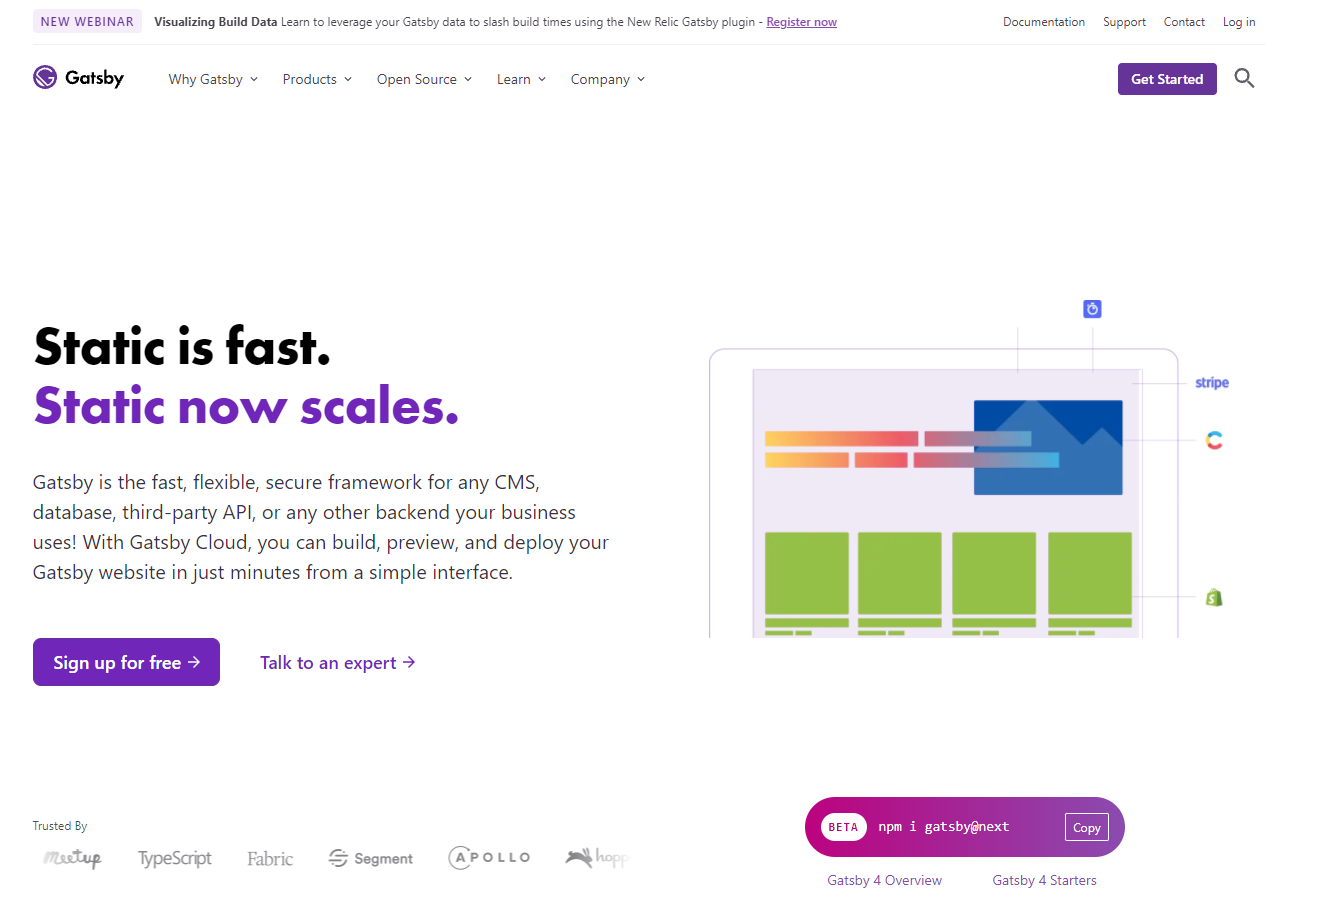 NEW WEBINAR Visualizing Build Data Learn to leverage your Gatsby data to slash build times using the New Relic Gatsby plugin - Register now Documentation Support Contact Log in
Gatsby Why Gatsby Products Open Source Learn Company Get Started
Static is fast.
Static now scales.
stripe
Gatsby is the fast, flexible, secure framework for any CMS,
database, third-party API, or any other backend your business
uses! With Gatsby Cloud, you can build, preview, and deploy your
Gatsby website in just minutes from a simple interface.
Sign up for free → Talk to an expert →
Trusted By
meetup TypeScript Fabric Segment APOLLO hopp
BETA npm i gatsby@next Copy
Gatsby 4 Overview Gatsby 4 Starters